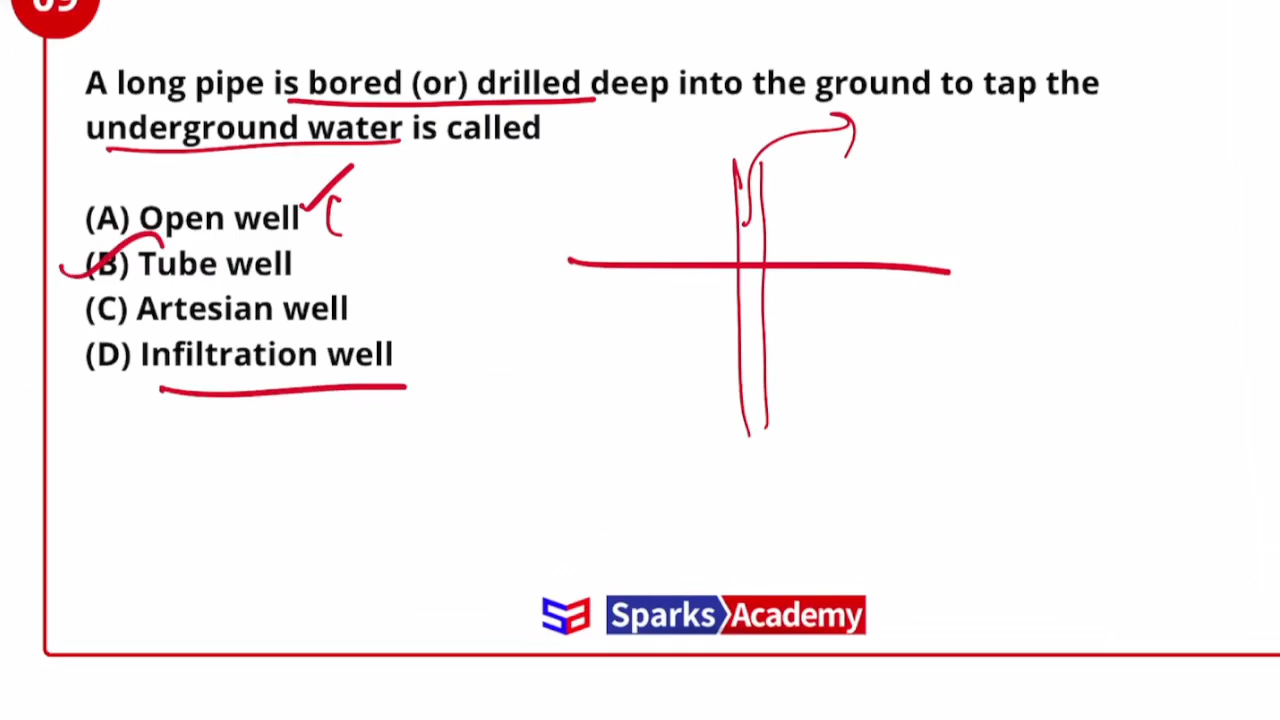 09
A long pipe is bored (or) drilled deep into the ground to tap the
underground water is called
(A) Open well
(B) Tube well
(C) Artesian well
(D) Infiltration well
Sparks Academy